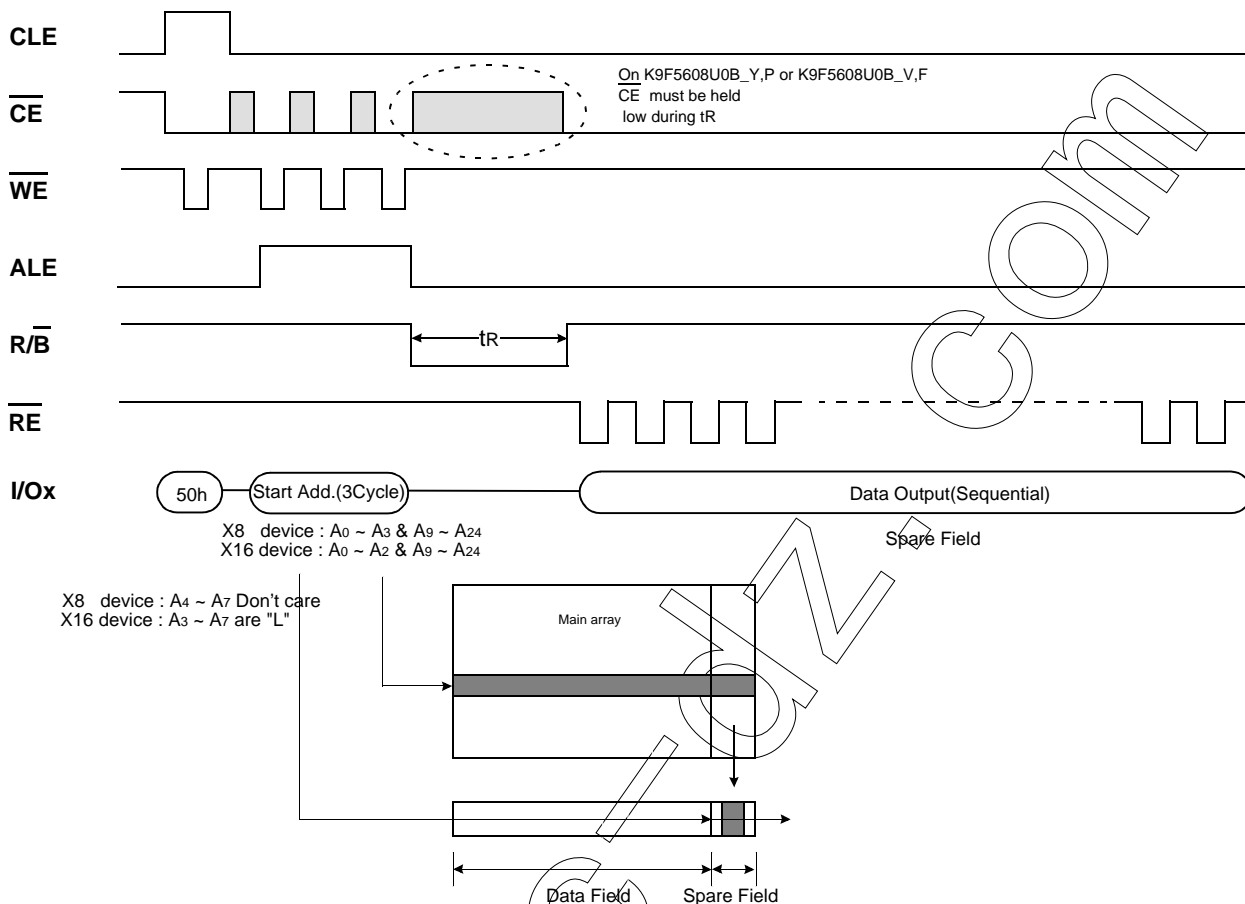 CLE
On K9F5608U0B_Y,P or K9F5608U0B_V,F
CE must be held
low during tR
CE
WE
ALE
R/B
tR
RE
I/Ox
50h
Start Add.(3Cycle)
Data Output(Sequential)
X8 device : A0 ~ A3 & A9 ~ A24
X16 device : A0 ~ A2 & A9 ~ A24
Spare Field
X8 device : A4 ~ A7 Don't care
X16 device : A3 ~ A7 are "L"
Main array
Data Field
Spare Field